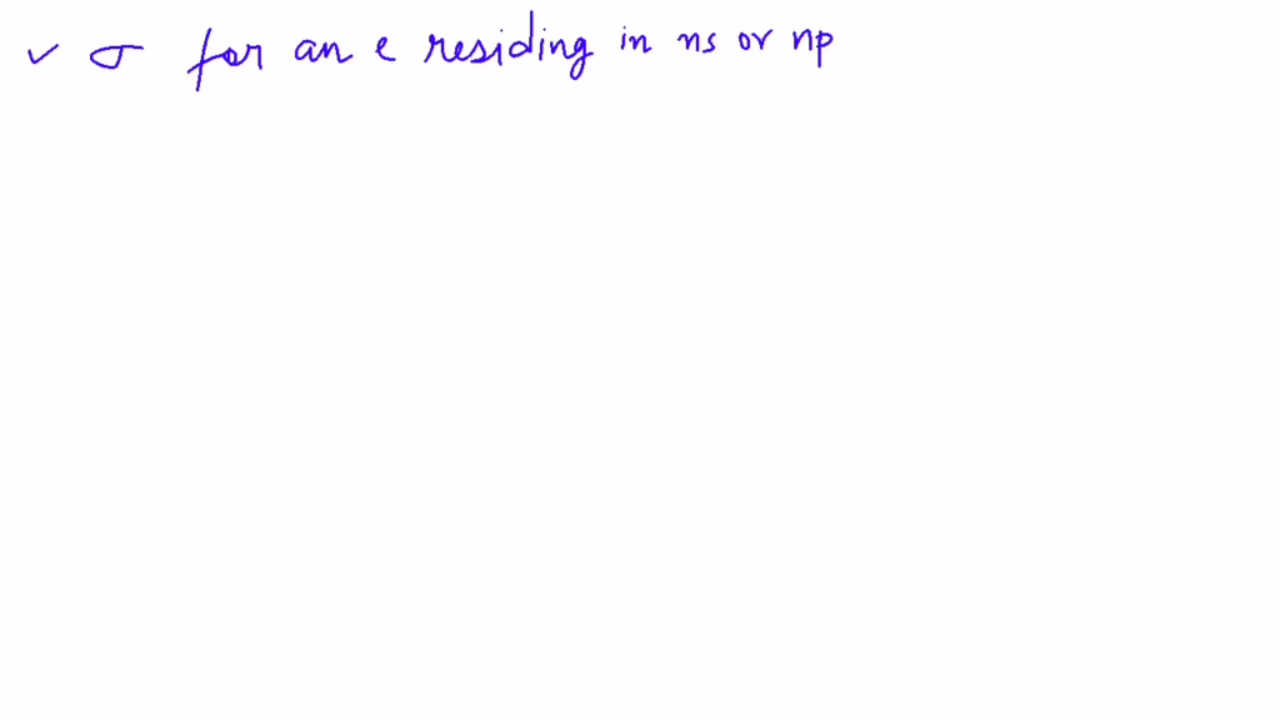 ✓ σ for an e residing in ns or np